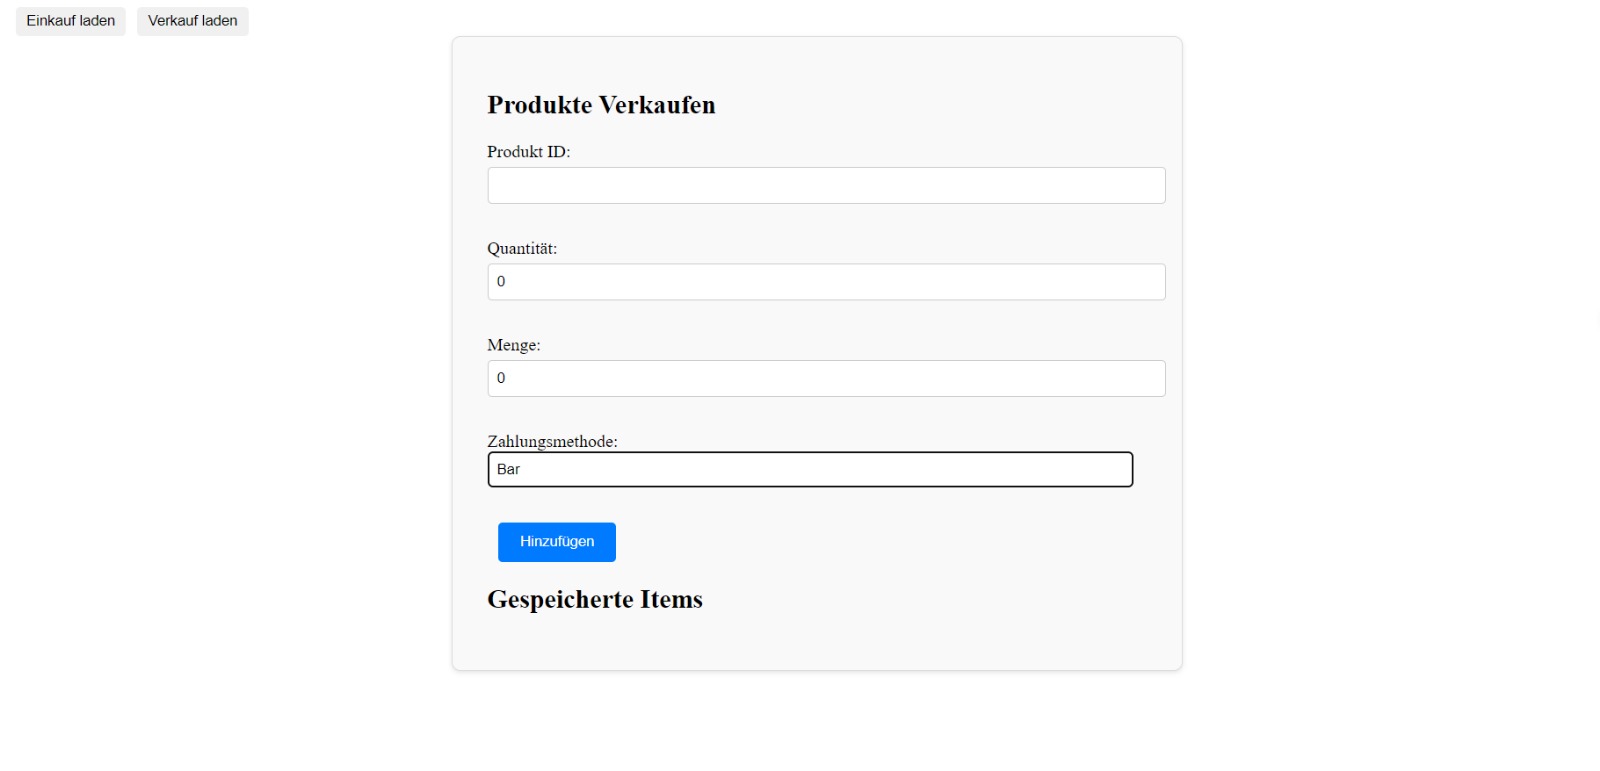 Einkauf laden Verkauf laden
Produkte Verkaufen
Produkt ID:
Quantität:
0
Menge:
0
Zahlungsmethode:
Bar
Hinzufügen
Gespeicherte Items